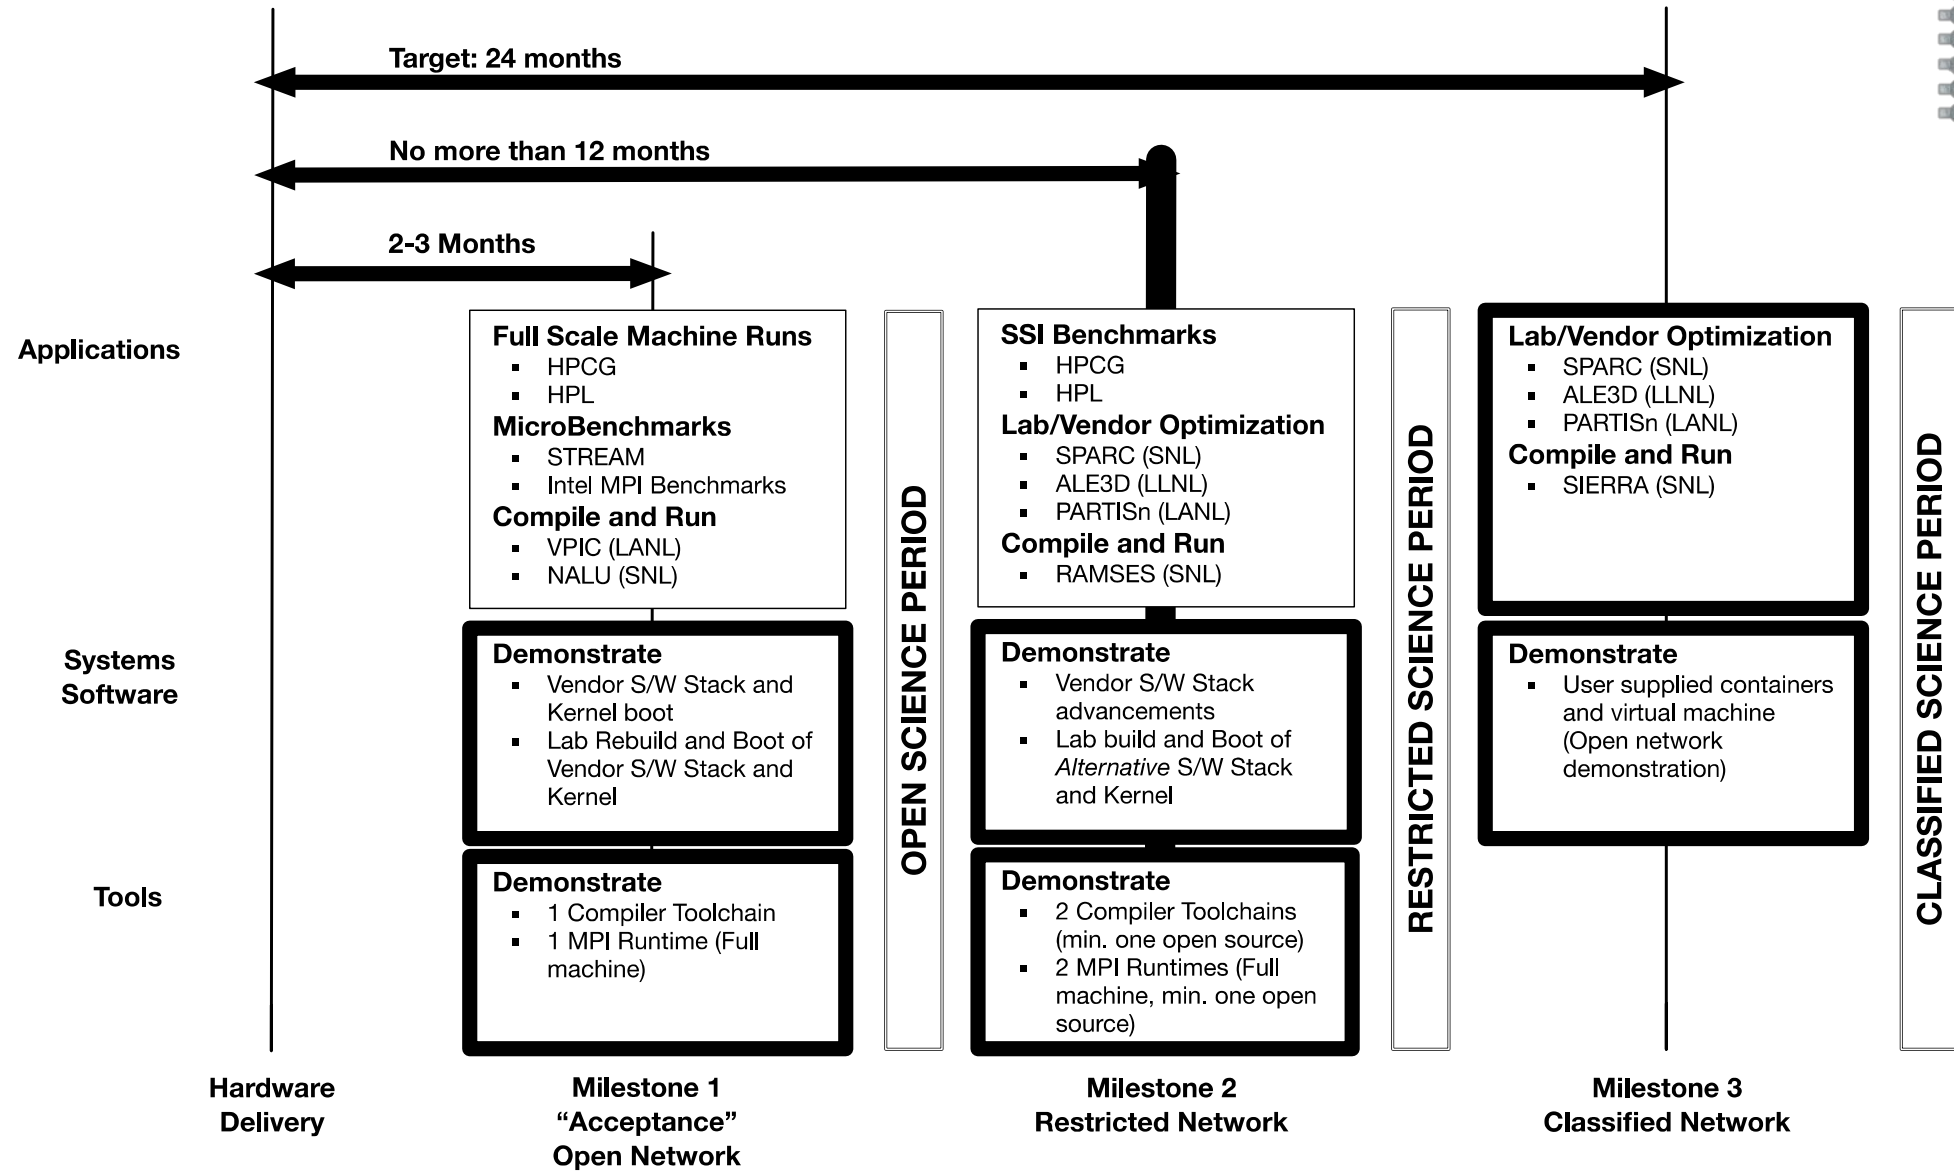 Target: 24 months
No more than 12 months
2-3 Months
Applications
Full Scale Machine Runs
▪ HPCG
▪ HPL
MicroBenchmarks
▪ STREAM
▪ Intel MPI Benchmarks
Compile and Run
▪ VPIC (LANL)
▪ NALU (SNL)
SSI Benchmarks
▪ HPCG
▪ HPL
Lab/Vendor Optimization
▪ SPARC (SNL)
▪ ALE3D (LLNL)
▪ PARTISn (LANL)
Compile and Run
▪ RAMSES (SNL)
Lab/Vendor Optimization
▪ SPARC (SNL)
▪ ALE3D (LLNL)
▪ PARTISn (LANL)
Compile and Run
▪ SIERRA (SNL)
Systems
Software
Demonstrate
▪ Vendor S/W Stack and
Kernel boot
▪ Lab Rebuild and Boot of
Vendor S/W Stack and
Kernel
Demonstrate
▪ Vendor S/W Stack
advancements
▪ Lab build and Boot of
Alternative S/W Stack
and Kernel
Demonstrate
▪ User supplied containers
and virtual machine
(Open network
demonstration)
Tools
Demonstrate
▪ 1 Compiler Toolchain
▪ 1 MPI Runtime (Full
machine)
Demonstrate
▪ 2 Compiler Toolchains
(min. one open source)
▪ 2 MPI Runtimes (Full
machine, min. one open
source)
OPEN SCIENCE PERIOD
RESTRICTED SCIENCE PERIOD
CLASSIFIED SCIENCE PERIOD
Hardware
Delivery
Milestone 1
“Acceptance”
Open Network
Milestone 2
Restricted Network
Milestone 3
Classified Network